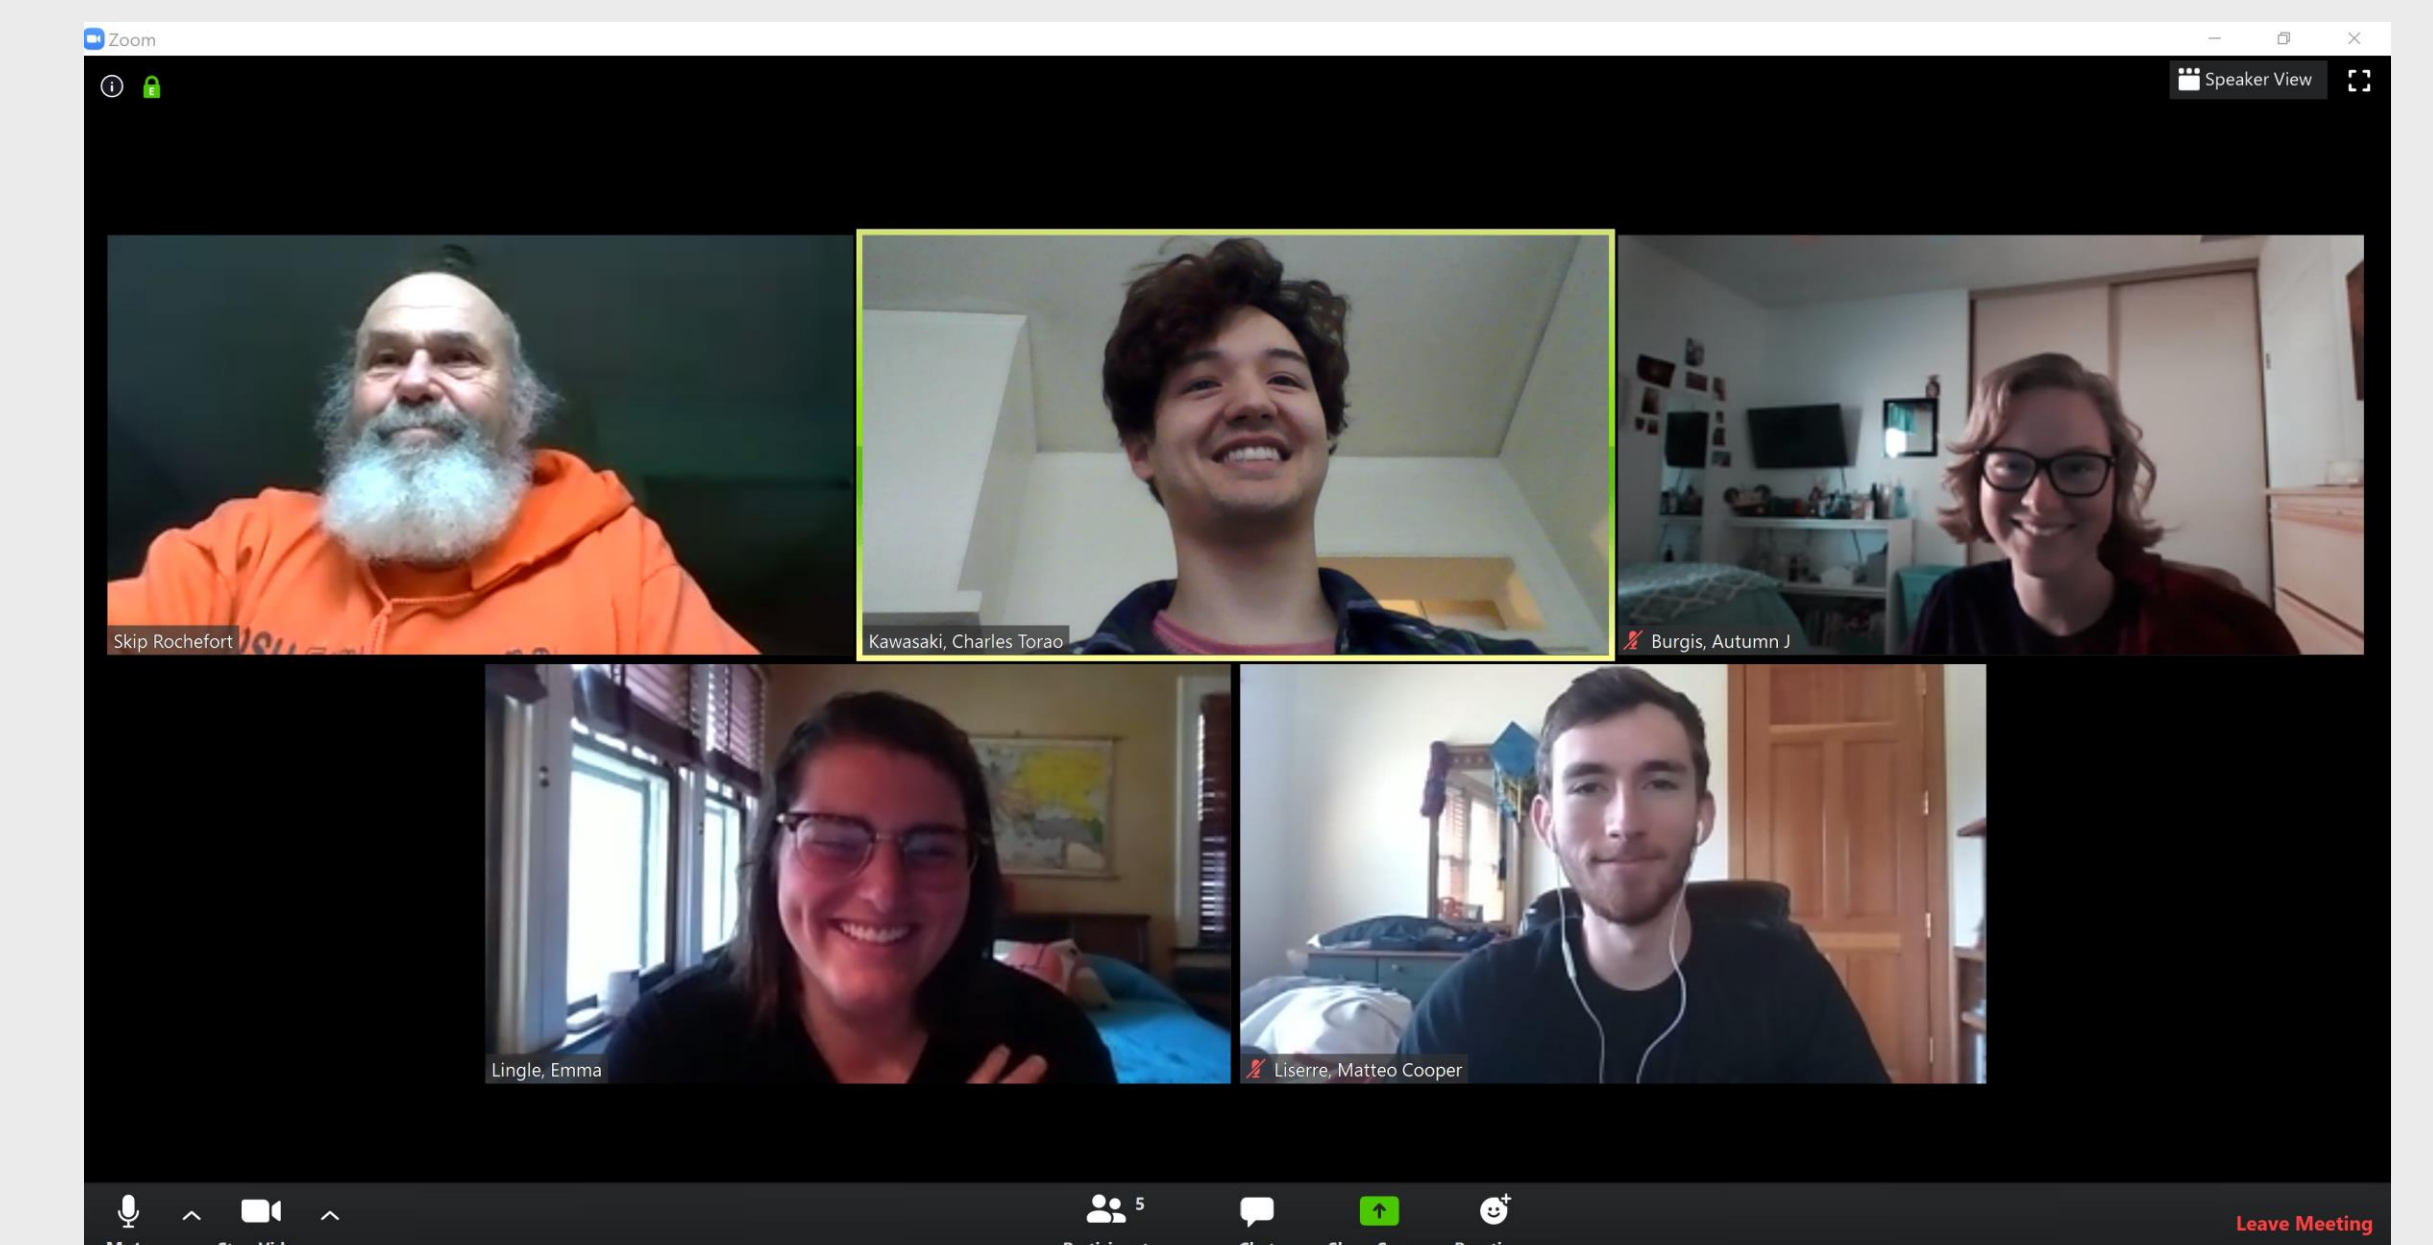 Zoom
Speaker View
Skip Rochefort
Kawasaki, Charles Torao
Burgis, Autumn J
Lingle, Emma
Liserre, Matteo Cooper
5
Leave Meeting